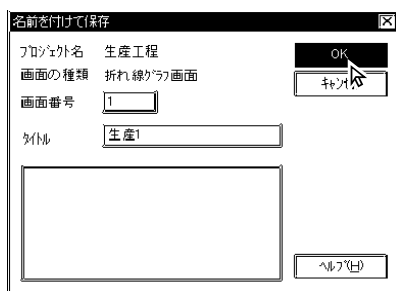 名前を付けて保存
プロジェクト名 生産工程
OK
画面の種類 折れ線グラフ画面
キャンセル
画面番号 1
タイトル 生産1
ヘルプ(H)